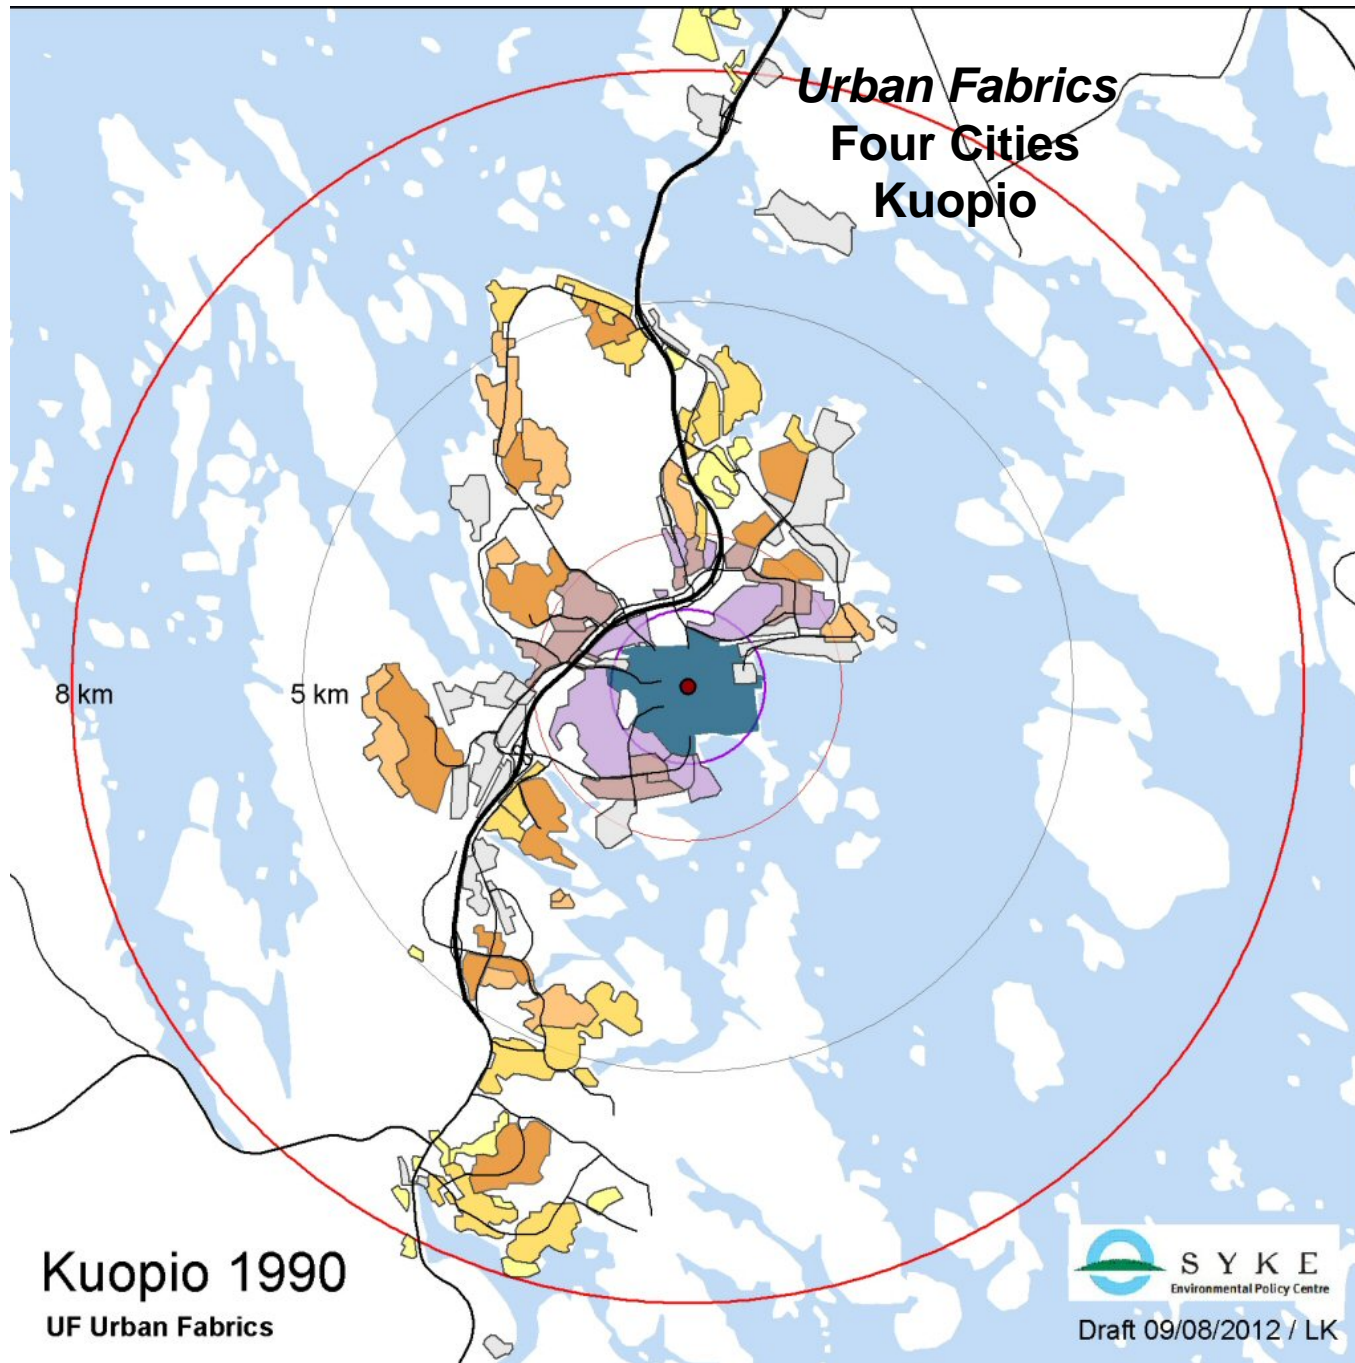 Urban Fabrics
Four Cities
Kuopio
8 km
5 km
Kuopio 1990
UF Urban Fabrics
SYKE
Environmental Policy Centre
Draft 09/08/2012 / LK